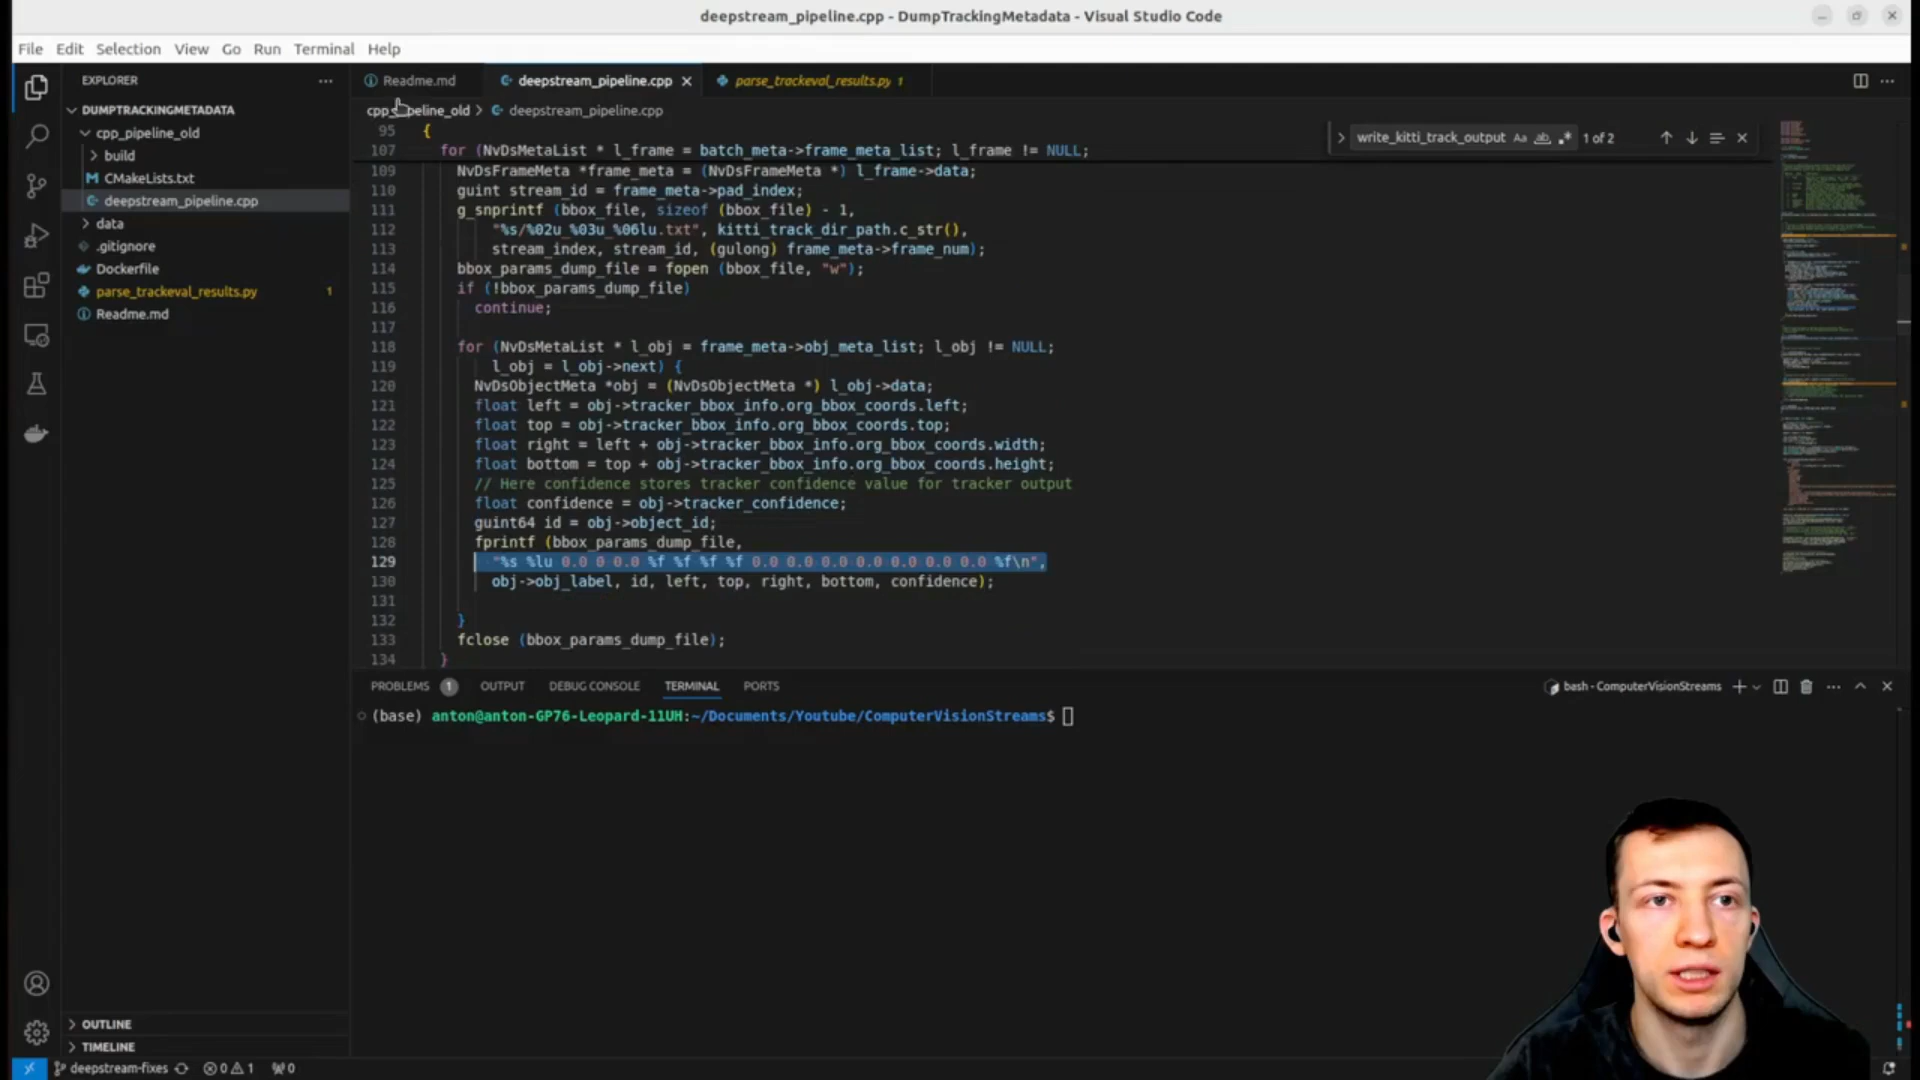 deepstream_pipeline.cpp - DumpTrackingMetadata - Visual Studio Code
File Edit Selection View Go Run Terminal Help
EXPLORER
DUMPTRACKINGMETADATA
cpp_pipeline_old
build
CMakeLists.txt
deepstream_pipeline.cpp
data
.gitignore
Dockerfile
parse_trackeval_results.py 1
Readme.md
OUTLINE
TIMELINE
Readme.md deepstream_pipeline.cpp parse_trackeval_results.py 1
deepstream_pipeline.cpp
write_kitti_track_output Aa ab 1 of 2
95 {
107 for (NvDsMetaList * l_frame = batch_meta->frame_meta_list; l_frame != NULL;
109 NvDsFrameMeta *frame_meta = (NvDsFrameMeta *) l_frame->data;
110 guint stream_id = frame_meta->pad_index;
111 g_snprintf (bbox_file, sizeof (bbox_file) - 1,
112 "%s/%02u_%03u_%06lu.txt", kitti_track_dir_path.c_str(),
113 stream_index, stream_id, (gulong) frame_meta->frame_num);
114 bbox_params_dump_file = fopen (bbox_file, "w");
115 if (!bbox_params_dump_file)
116 continue;
117
118 for (NvDsMetaList * l_obj = frame_meta->obj_meta_list; l_obj != NULL;
119 l_obj = l_obj->next) {
120 NvDsObjectMeta *obj = (NvDsObjectMeta *) l_obj->data;
121 float left = obj->tracker_bbox_info.org_bbox_coords.left;
122 float top = obj->tracker_bbox_info.org_bbox_coords.top;
123 float right = left + obj->tracker_bbox_info.org_bbox_coords.width;
124 float bottom = top + obj->tracker_bbox_info.org_bbox_coords.height;
125 // Here confidence stores tracker confidence value for tracker output
126 float confidence = obj->tracker_confidence;
127 guint64 id = obj->object_id;
128 fprintf (bbox_params_dump_file,
129 "%s %lu 0.0 0 0.0 %f %f %f %f 0.0 0.0 0.0 0.0 0.0 0.0 0.0 %f\n",
130 obj->obj_label, id, left, top, right, bottom, confidence);
131
132 }
133 fclose (bbox_params_dump_file);
134 }
PROBLEMS 1 OUTPUT DEBUG CONSOLE TERMINAL PORTS
bash - ComputerVisionStreams
(base) anton@anton-GP76-Leopard-11UH:~/Documents/Youtube/ComputerVisionStreams$
deepstream-fixes 0 1 0